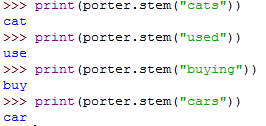 >>> print(porter.stem("cats"))
cat
>>> print(porter.stem("used"))
use
>>> print(porter.stem("buying"))
buy
>>> print(porter.stem("cars"))
car